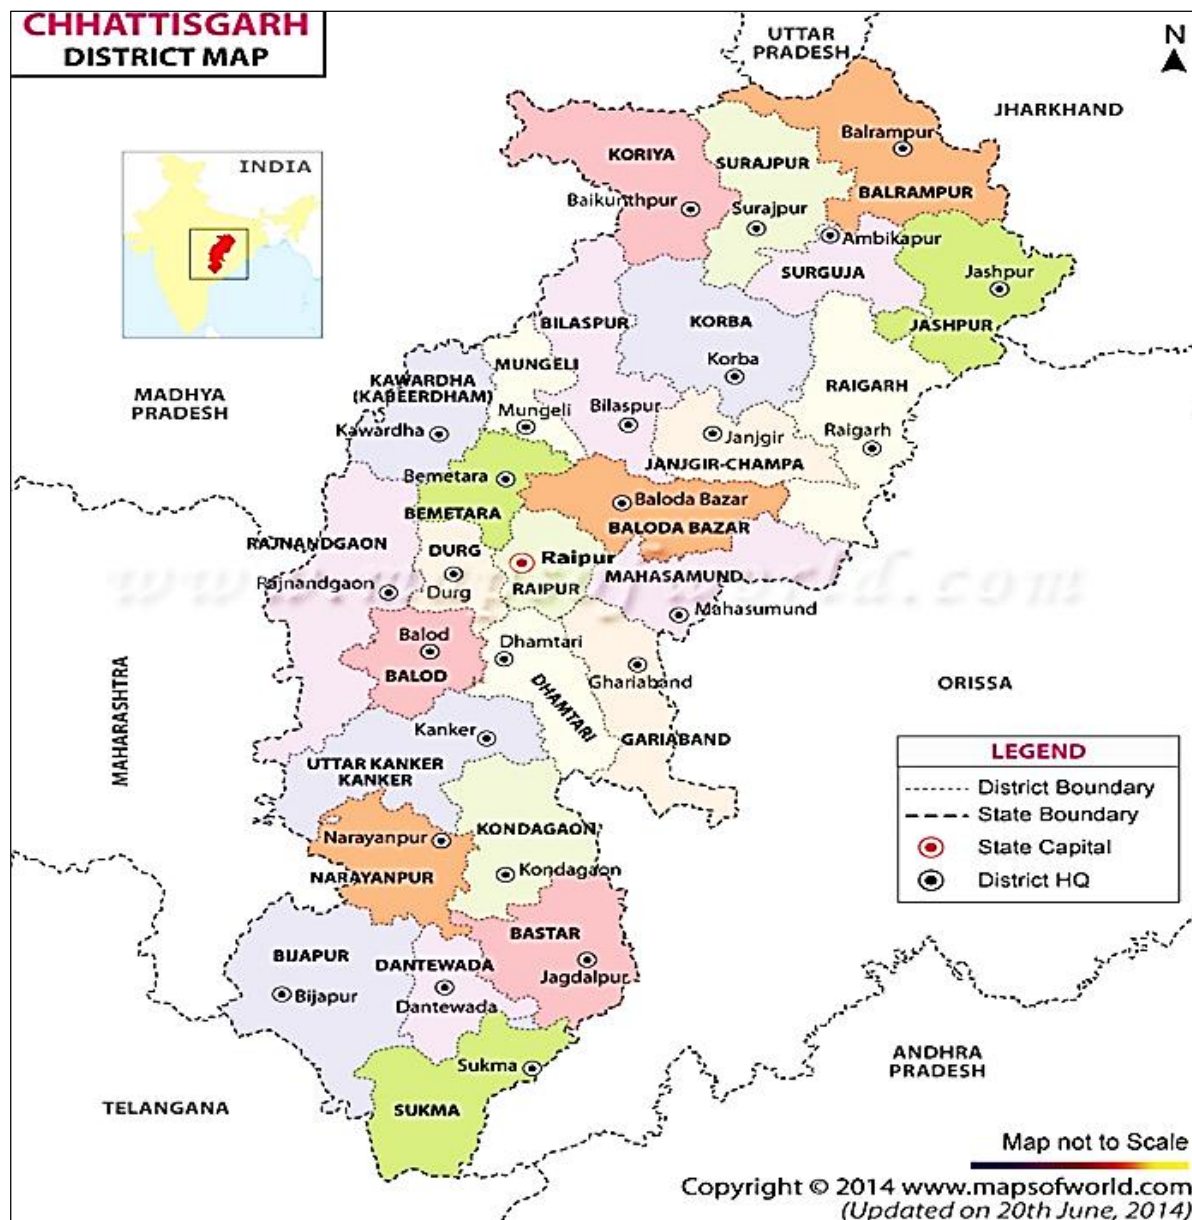 CHHATTISGARH
DISTRICT MAP
UTTAR
PRADESH
N
JHARKHAND
INDIA
Balrampur
KORIYA
SURAJPUR
BALRAMPUR
Baikunthpur
Surajpur
Ambikapur
SURGUJA
Jashpur
BILASPUR
KORBA
JASHPUR
MUNGELI
Korba
MADHYA
PRADESH
KAWARDHA
(KABEERDHAM)
RAIGARH
Mungeli
Bilaspur
Kawardha
Janjgir
Raigarh
JANJGIR-CHAMPA
Bemetara
Baloda Bazar
BEMETARA
BALODA BAZAR
RAJNANDGAON
DURG
Raipur
MAHASAMUND
RAIPUR
Rajnandgaon
Durg
www.mapsofworld.com
Mahasumund
Balod
Dhamtari
BALOD
Ghariaband
DHAMTARI
ORISSA
MAHARASHTRA
Kanker
GARIABAND
UTTAR KANKER
KANKER
LEGEND
District Boundary
State Boundary
State Capital
District HQ
Narayanpur
KONDAGAON
NARAYANPUR
Kondagaon
BASTAR
BIJAPUR
DANTEWADA
Jagdalpur
Bijapur
Dantewada
Sukma
ANDHRA
PRADESH
TELANGANA
SUKMA
Map not to Scale
Copyright © 2014 www.mapsofworld.com
(Updated on 20th June, 2014)